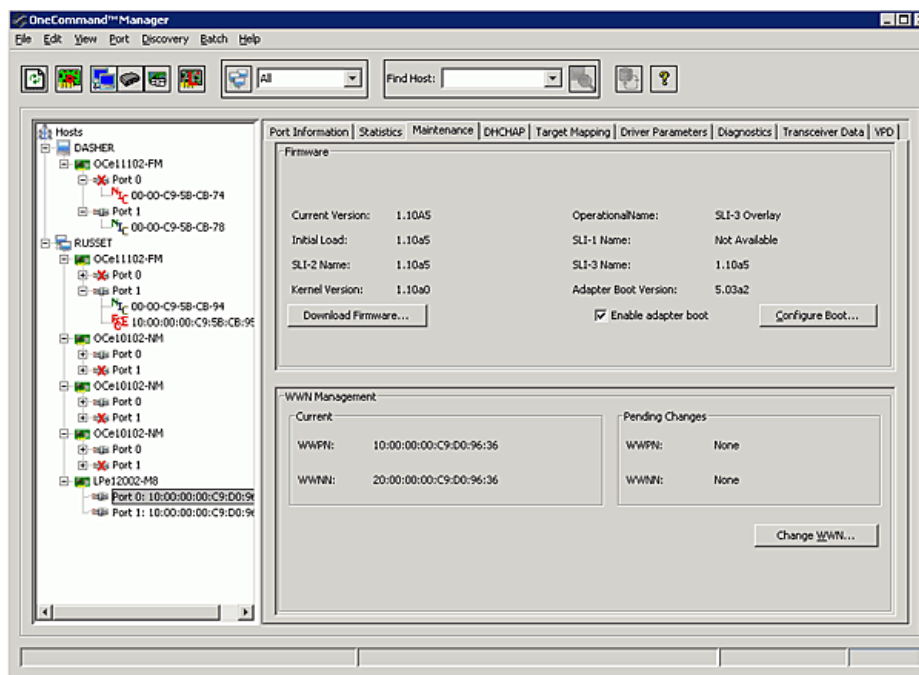 OneCommand™Manager
File Edit View Port Discovery Batch Help
All Find Host:
Port Information Statistics Maintenance DHCHAP Target Mapping Driver Parameters Diagnostics Transceiver Data VPD
Hosts
DASHER
OCe11102-FM
Port 0
NIC 00-00-C9-5B-CB-74
Port 1
NIC 00-00-C9-5B-CB-78
RUSSET
OCe11102-FM
Port 0
Port 1
NIC 00-00-C9-5B-CB-94
FCoE 10:00:00:00:C9:5B:CB:95
OCe10102-NM
Port 0
Port 1
OCe10102-NM
Port 0
Port 1
OCe10102-NM
Port 0
Port 1
LPe12002-M8
Port 0: 10:00:00:00:C9:D0:96
Port 1: 10:00:00:00:C9:D0:96
Firmware
Current Version: 1.10A5 OperationalName: SLI-3 Overlay
Initial Load: 1.10a5 SLI-1 Name: Not Available
SLI-2 Name: 1.10a5 SLI-3 Name: 1.10a5
Kernel Version: 1.10a0 Adapter Boot Version: 5.03a2
Download Firmware... Enable adapter boot Configure Boot...
WWN Management
Current Pending Changes
WWPN: 10:00:00:00:C9:D0:96:36 WWPN: None
WWNN: 20:00:00:00:C9:D0:96:36 WWNN: None
Change WWN...